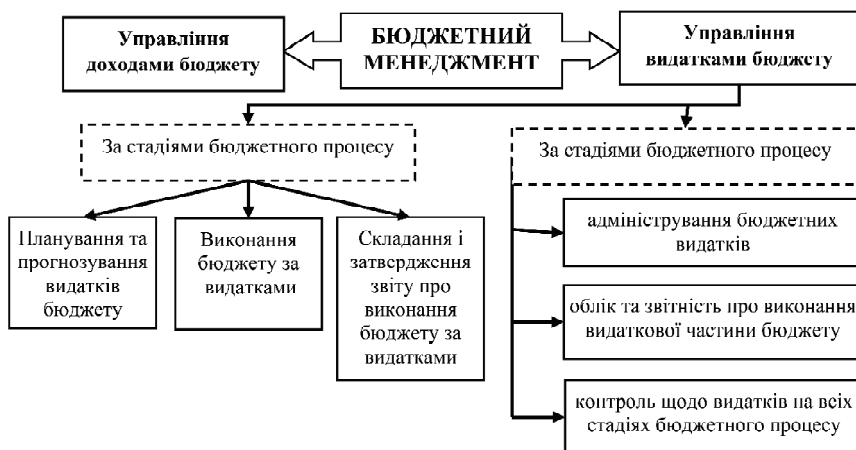 Управління
доходами бюджету
БЮДЖЕТНИЙ
МЕНЕДЖМЕНТ
Управління
видатками бюджету
За стадіями бюджетного процесу
За стадіями бюджетного процесу
Планування та
прогнозування
видатків
бюджету
Виконання
бюджету за
видатками
Складання і
затвердження
звіту про
виконання
бюджету за
видатками
адміністрування бюджетних
видатків
облік та звітність про виконання
видаткової частини бюджету
контроль щодо видатків на всіх
стадіях бюджетного процесу